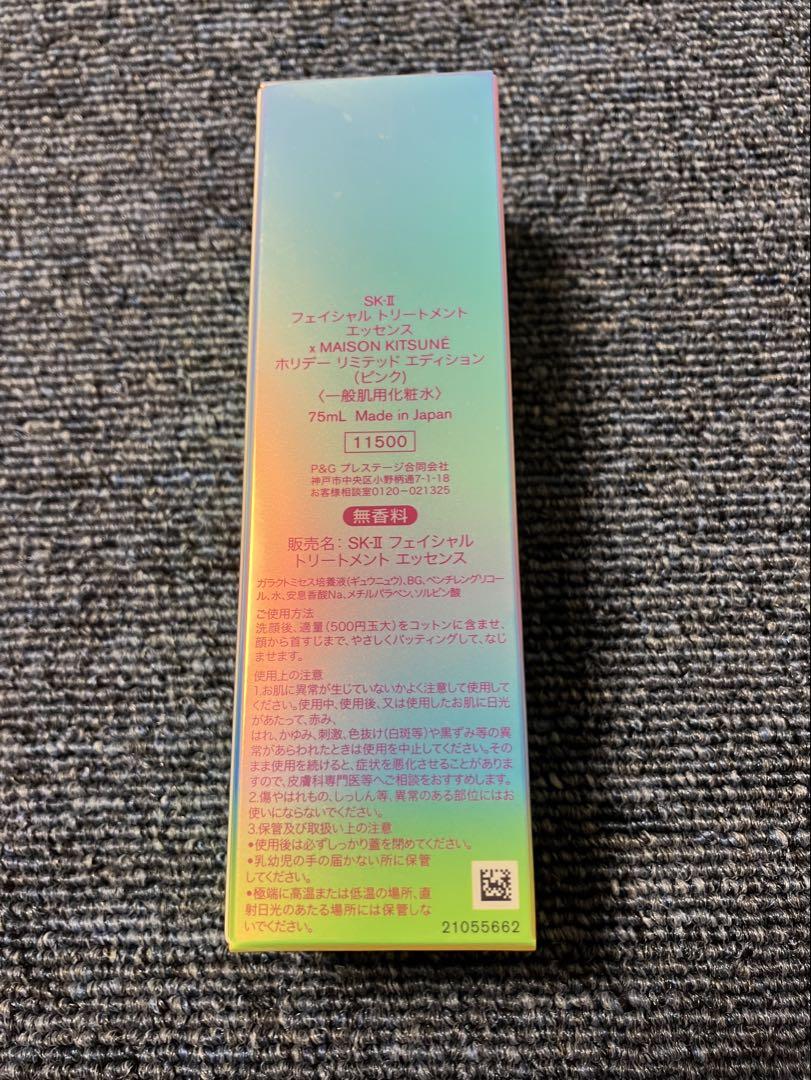 SK-II
フェイシャル トリートメント
エッセンス
x MAISON KITSUNÉ
ホリデー リミテッド エディション
(ピンク)
〈一般肌用化粧水〉
75mL Made in Japan
11500
P&G プレステージ合同会社
神戸市中央区小野柄通7-1-18
お客様相談室0120-021325
無香料
販売名: SK-II フェイシャル
トリートメント エッセンス
ガラクトミセス培養液(ギュウニュウ)、BG、ペンチレングリコー
ル、水、安息香酸Na、メチルパラベン、ソルビン酸
ご使用方法
洗顔後、適量(500円玉大)をコットンに含ませ、
顔から首すじまで、やさしくパッティングして、なじ
ませます。
使用上の注意
1.お肌に異常が生じていないかよく注意して使用して
ください。使用中、使用後、又は使用したお肌に日光
があたって、赤み、
はれ、かゆみ、刺激、色抜け(白斑等)や黒ずみ等の異
常があらわれたときは使用を中止してください。その
まま使用を続けると、症状を悪化させることがありま
すので、皮膚科専門医等へご相談をおすすめします。
2.傷やはれもの、しっしん等、異常のある部位にはお
使いにならないでください。
3.保管及び取扱い上の注意
•使用後は必ずしっかり蓋を閉めてください。
•乳幼児の手の届かない所に保管
してください。
•極端に高温または低温の場所、直
射日光のあたる場所には保管しな
いでください。
21055662